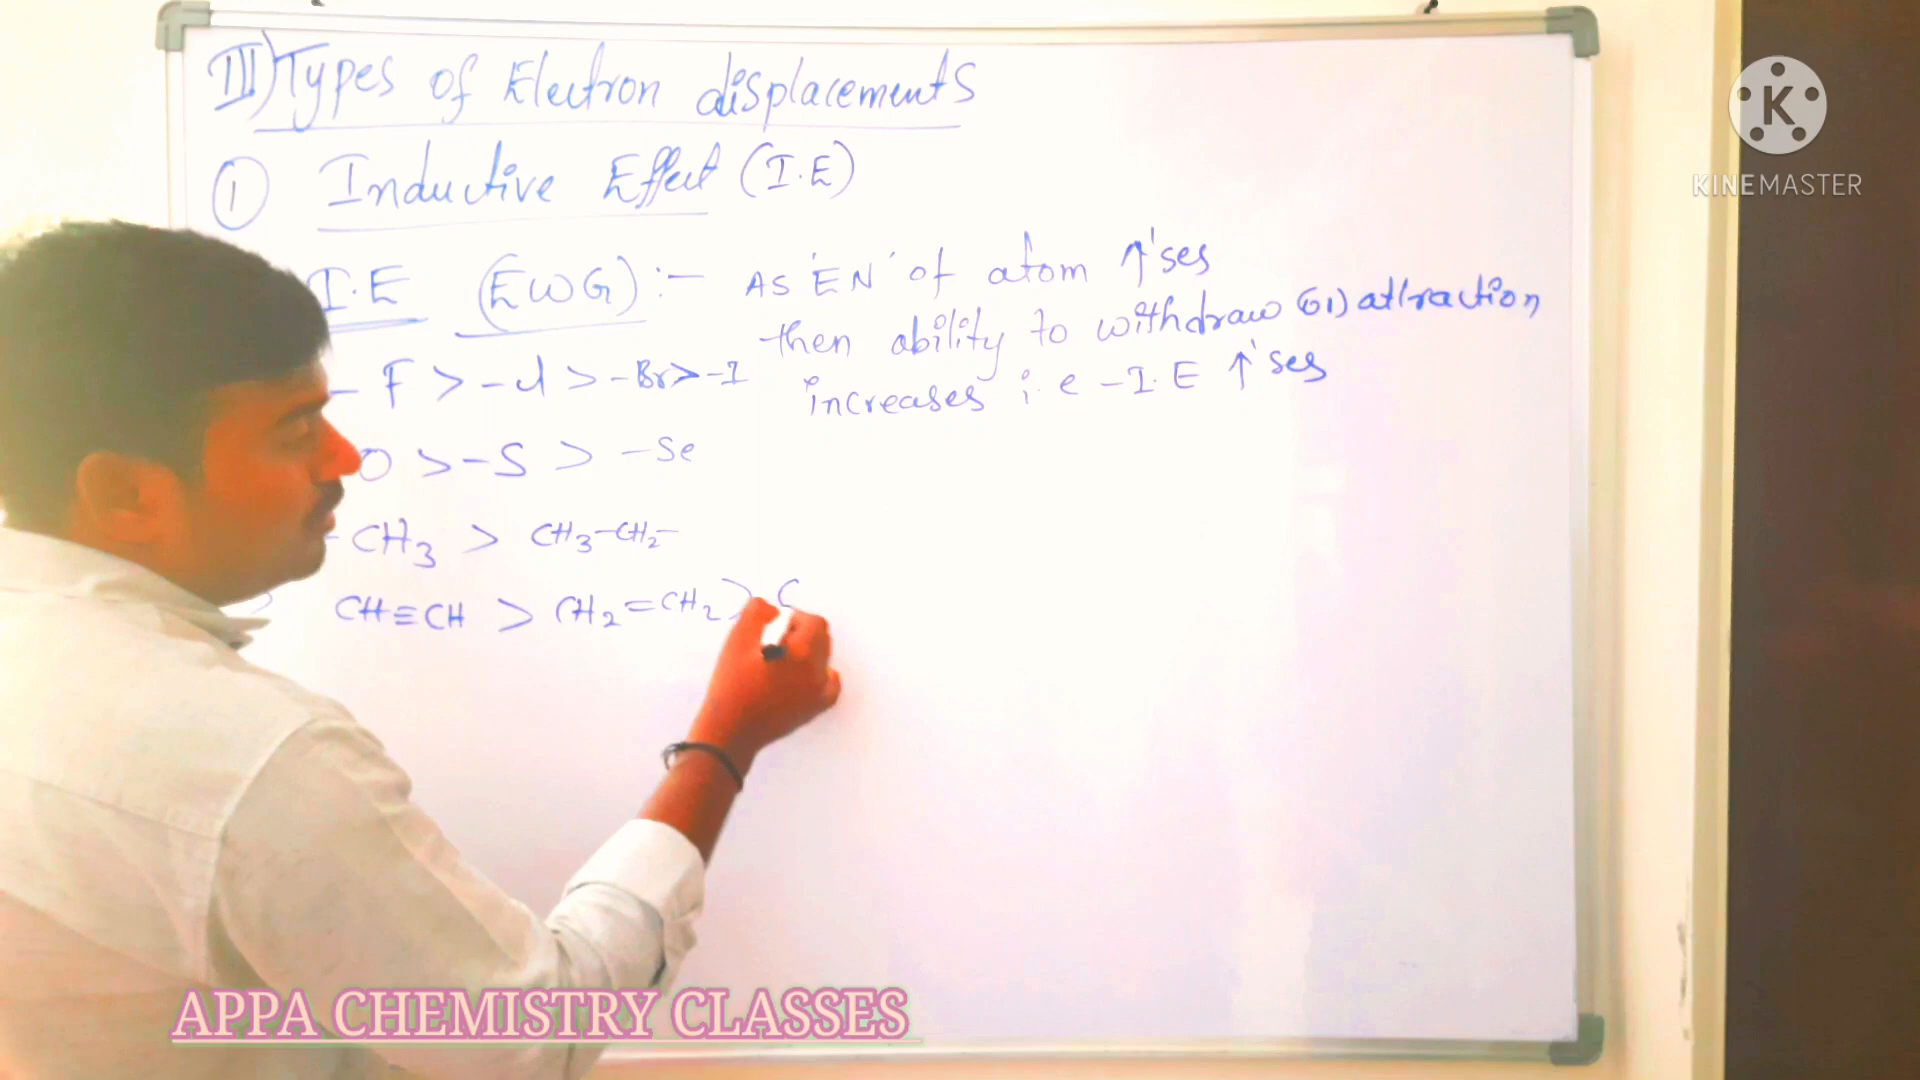 III) Types of Electron displacements
① Inductive Effect (I.E)
I.E (EWG) :- As 'EN' of atom ↑'ses
then ability to withdraw (or) attraction
increases i.e -I.E ↑'ses
- F > -Cl > -Br > -I
O > -S > -Se
- CH3 > CH3-CH2-
CH≡CH > CH2=CH2 > C
KINEMASTER
APPA CHEMISTRY CLASSES